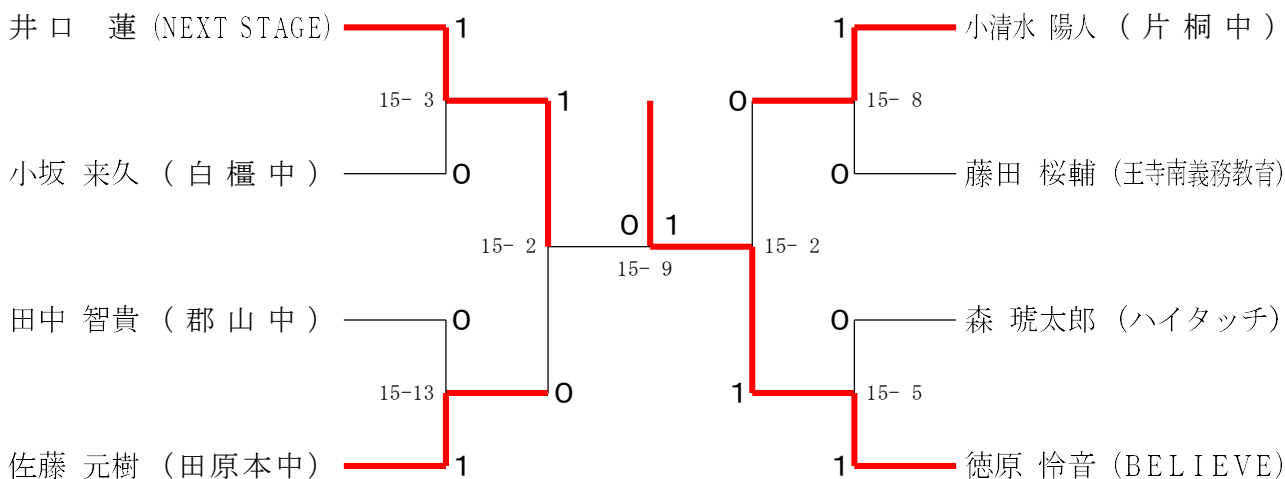 井口 蓮 (NEXT STAGE) 1 1 小清水 陽人 (片桐中)
15- 3 1 0 15- 8
小坂 来久 (白橿中) 0 0 藤田 桜輔 (王寺南義務教育)
0 1
15- 2 15- 9 15- 2
田中 智貴 (郡山中) 0 0 森 琥太郎 (ハイタッチ)
15-13 0 1 15- 5
佐藤 元樹 (田原本中) 1 1 徳原 怜音 (BELIEVE)